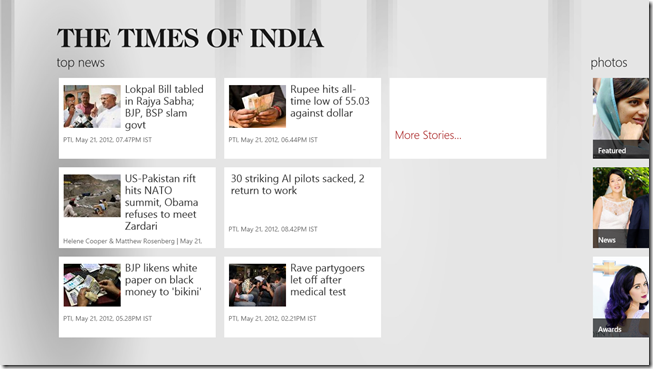 THE TIMES OF INDIA
top news
photos
Lokpal Bill tabled
in Rajya Sabha;
BJP, BSP slam
govt
PTI, May 21, 2012, 07.47PM IST
Rupee hits all-
time low of 55.03
against dollar
PTI, May 21, 2012, 06.44PM IST
More Stories...
Featured
US-Pakistan rift
hits NATO
summit, Obama
refuses to meet
Zardari
Helene Cooper & Matthew Rosenberg | May 21,
30 striking AI pilots sacked, 2
return to work
PTI, May 21, 2012, 08.42PM IST
News
BJP likens white
paper on black
money to 'bikini'
PTI, May 21, 2012, 05.28PM IST
Rave partygoers
let off after
medical test
PTI, May 21, 2012, 02.21PM IST
Awards